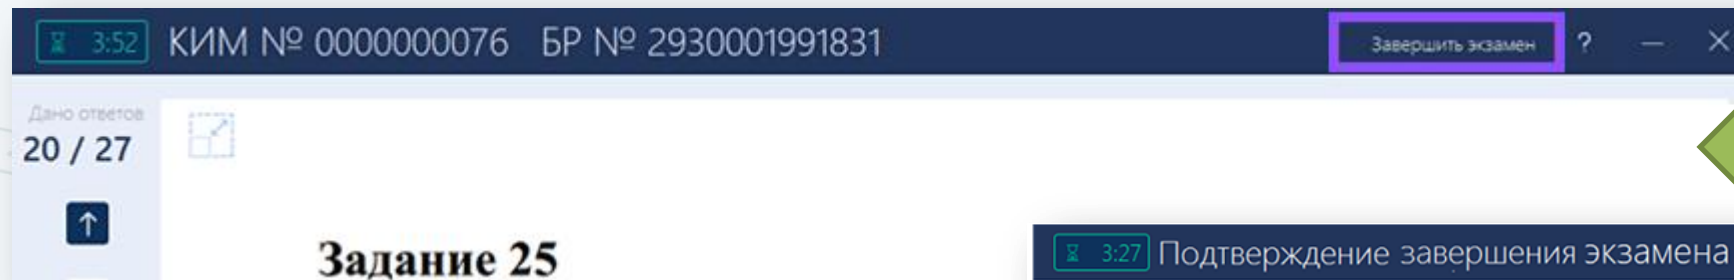 3:52 КИМ № 0000000076 БР № 2930001991831 Завершить экзамен ?
Дано ответов
20 / 27
Задание 25
3:27 Подтверждение завершения экзамена